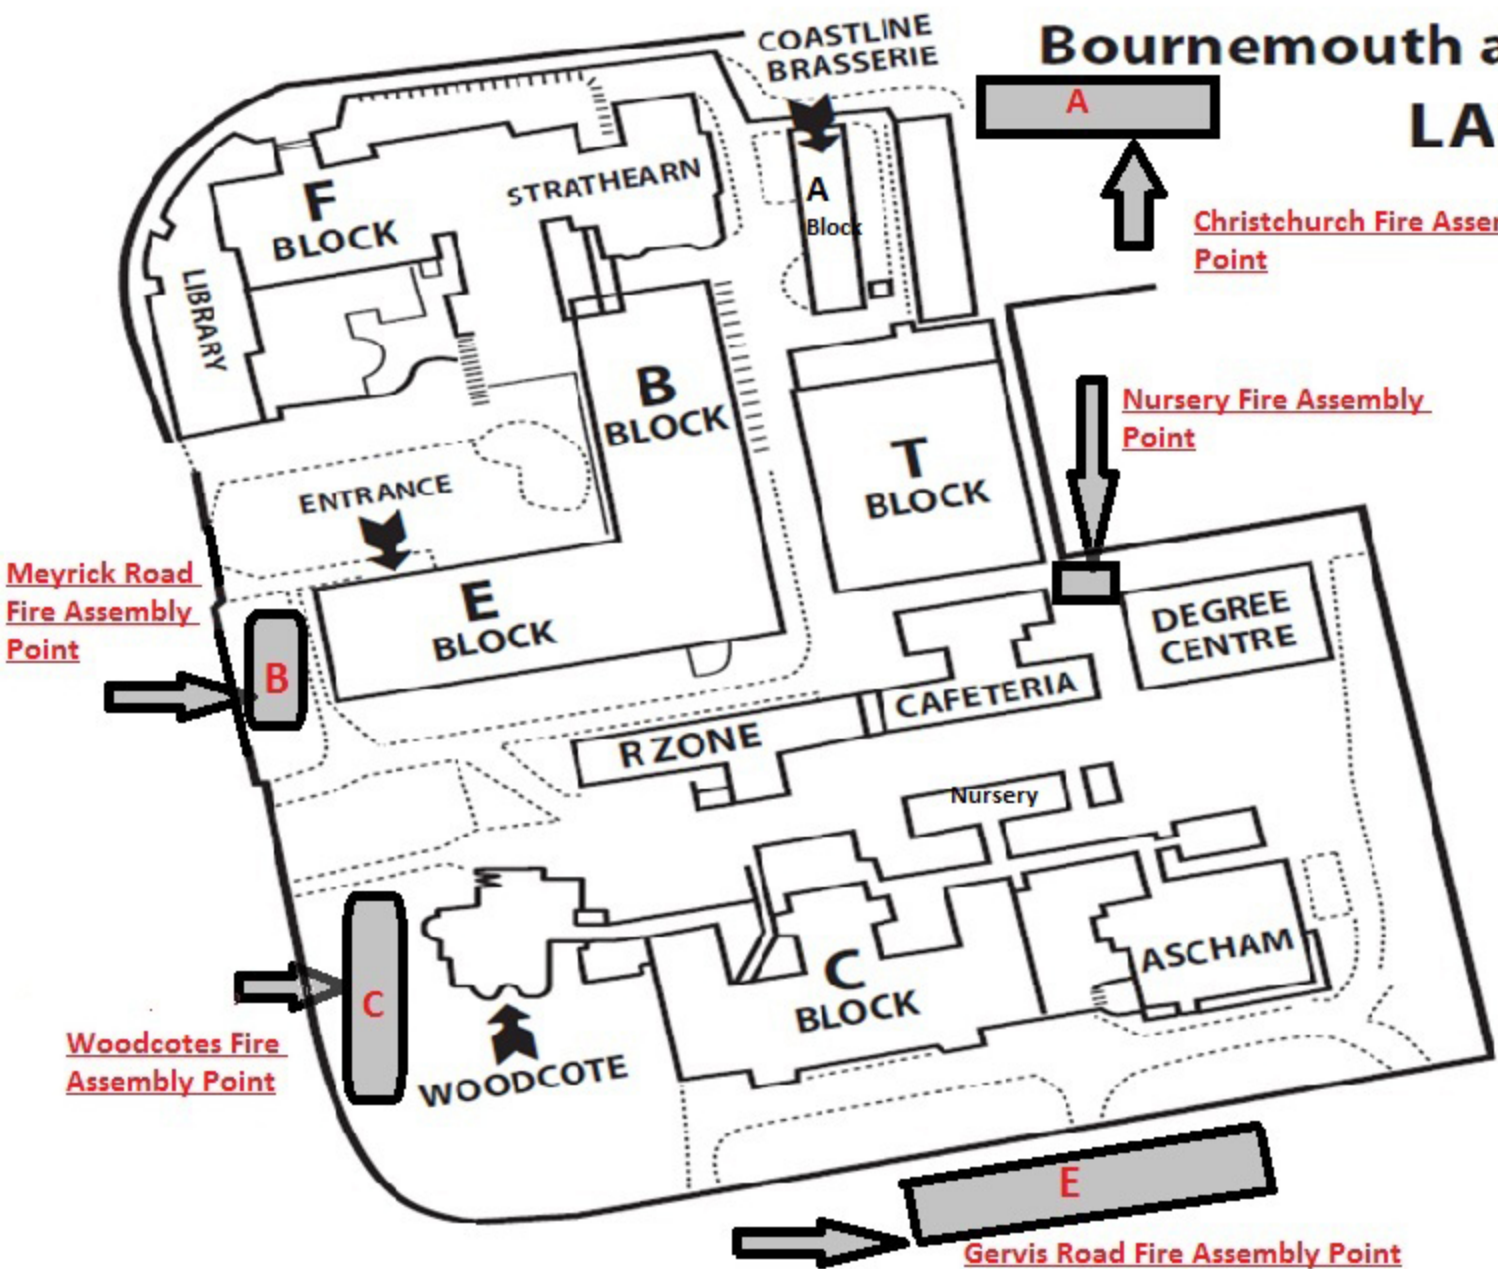 COASTLINE
BRASSERIE
Bournemouth a
A
LA
Christchurch Fire Assem
Point
STRATHEARN
A
Block
F
BLOCK
LIBRARY
B
BLOCK
Nursery Fire Assembly
Point
T
BLOCK
ENTRANCE
Meyrick Road
Fire Assembly
Point
B
E
BLOCK
DEGREE
CENTRE
CAFETERIA
R ZONE
Nursery
C
Woodcotes Fire
Assembly Point
WOODCOTE
C
BLOCK
ASCHAM
E
Gervis Road Fire Assembly Point